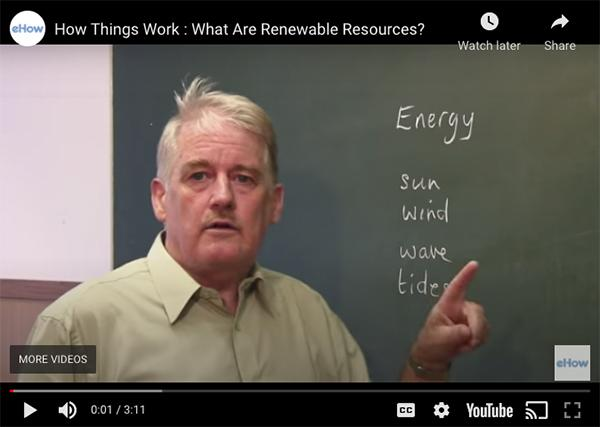 eHow How Things Work : What Are Renewable Resources?
Watch later Share
Energy
sun
wind
wave
tides
MORE VIDEOS
eHow
0:01 / 3:11 CC YouTube